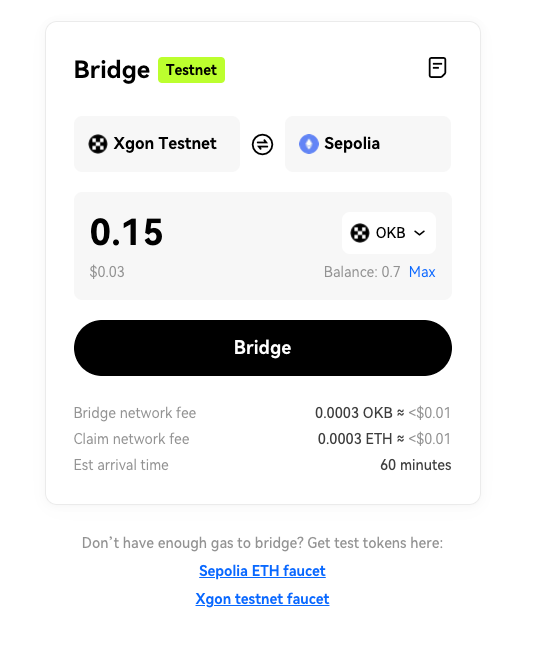 Bridge Testnet
Xgon Testnet Sepolia
0.15 OKB
$0.03 Balance: 0.7 Max
Bridge
Bridge network fee 0.0003 OKB ≈ <$0.01
Claim network fee 0.0003 ETH ≈ <$0.01
Est arrival time 60 minutes
Don't have enough gas to bridge? Get test tokens here:
Sepolia ETH faucet
Xgon testnet faucet